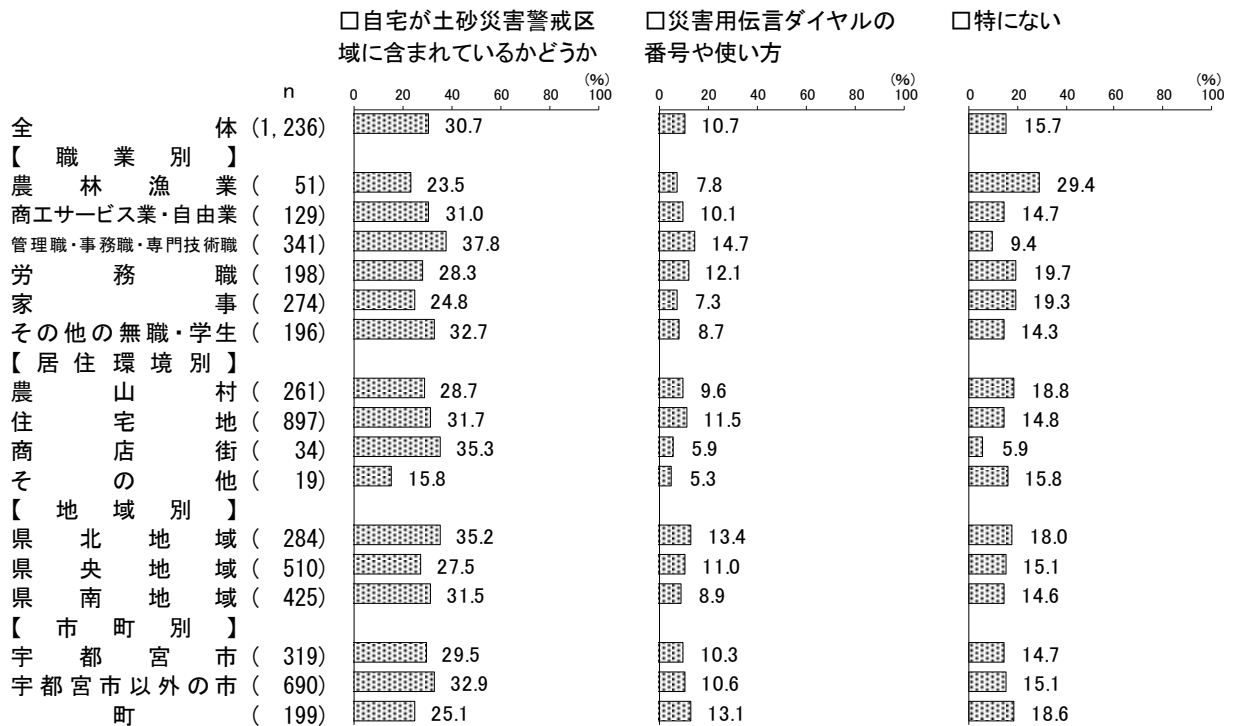 □自宅が土砂災害警戒区 □災害用伝言ダイヤルの □特にない
域に含まれているかどうか 番号や使い方
(%) (%) (%)
n 0 20 40 60 80 100 0 20 40 60 80 100 0 20 40 60 80 100
全体 (1,236) 30.7 10.7 15.7
【職業別】
農林漁業 ( 51) 23.5 7.8 29.4
商工サービス業・自由業 ( 129) 31.0 10.1 14.7
管理職・事務職・専門技術職 ( 341) 37.8 14.7 9.4
労務職 ( 198) 28.3 12.1 19.7
家事 ( 274) 24.8 7.3 19.3
その他の無職・学生 ( 196) 32.7 8.7 14.3
【居住環境別】
農山村 ( 261) 28.7 9.6 18.8
住宅地 ( 897) 31.7 11.5 14.8
商店街 ( 34) 35.3 5.9 5.9
その他 ( 19) 15.8 5.3 15.8
【地域別】
県北地域 ( 284) 35.2 13.4 18.0
県央地域 ( 510) 27.5 11.0 15.1
県南地域 ( 425) 31.5 8.9 14.6
【市町別】
宇都宮市 ( 319) 29.5 10.3 14.7
宇都宮市以外の市 ( 690) 32.9 10.6 15.1
町 ( 199) 25.1 13.1 18.6